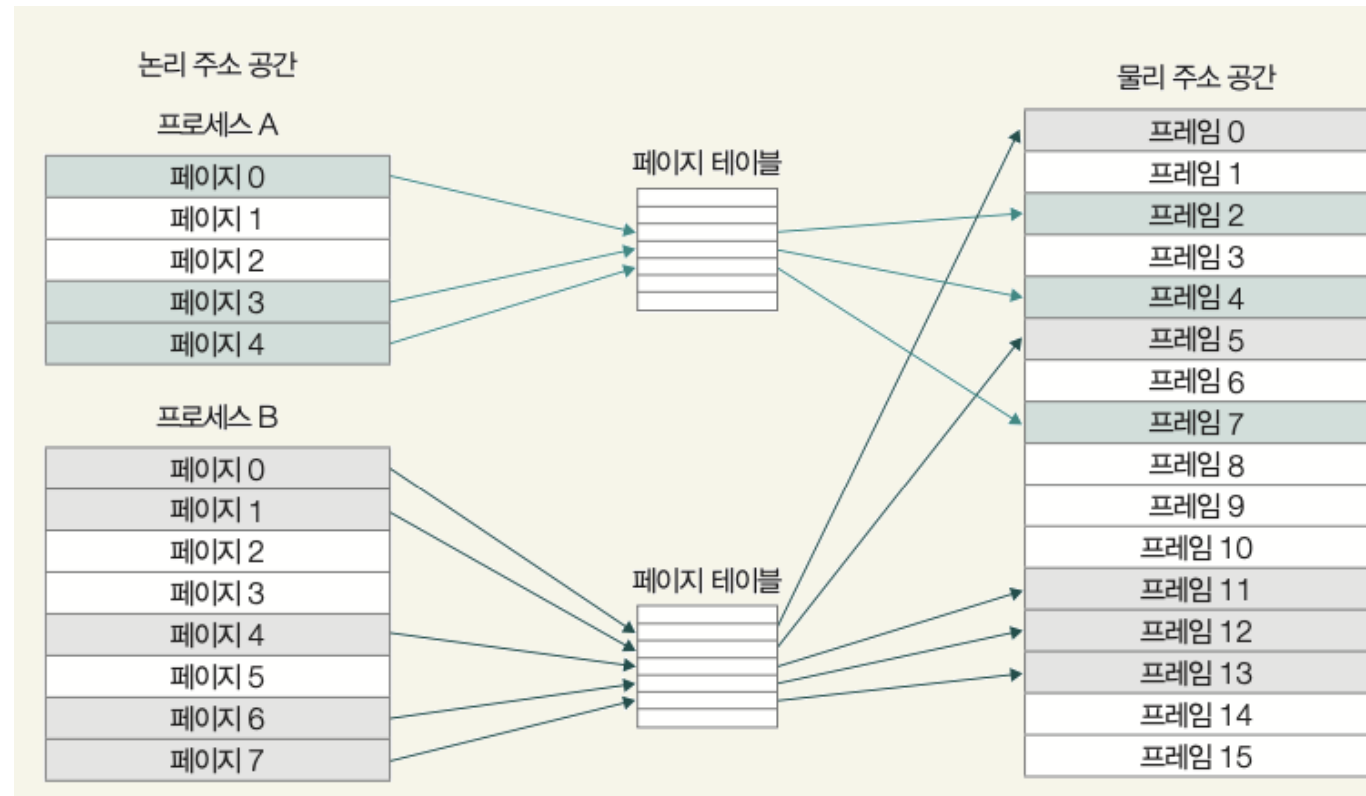 논리 주소 공간
프로세스 A
페이지 0
페이지 1
페이지 2
페이지 3
페이지 4
프로세스 B
페이지 0
페이지 1
페이지 2
페이지 3
페이지 4
페이지 5
페이지 6
페이지 7
페이지 테이블
페이지 테이블
물리 주소 공간
프레임 0
프레임 1
프레임 2
프레임 3
프레임 4
프레임 5
프레임 6
프레임 7
프레임 8
프레임 9
프레임 10
프레임 11
프레임 12
프레임 13
프레임 14
프레임 15